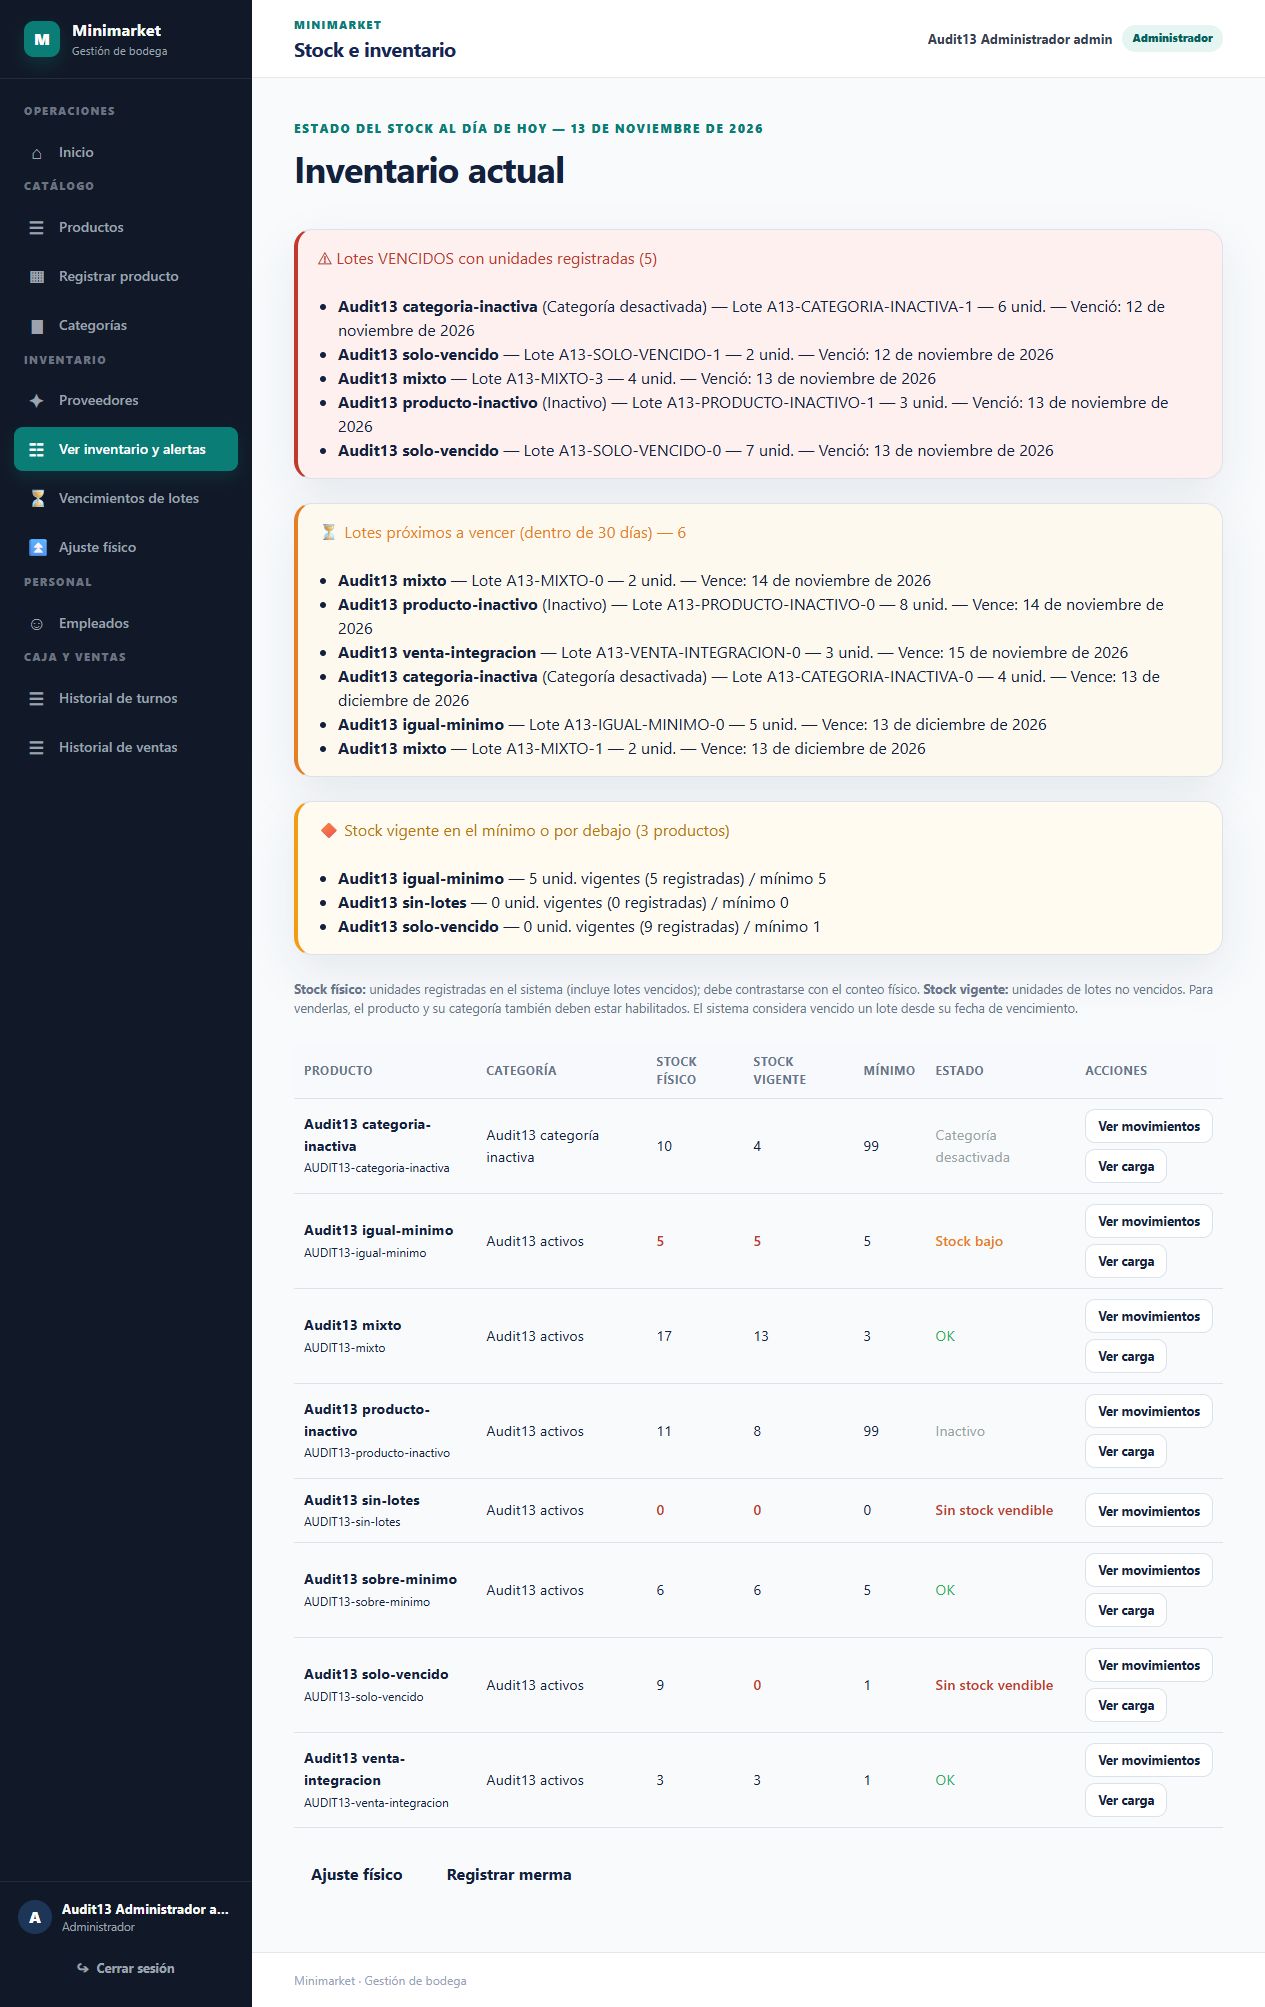 M
Minimarket
Gestión de bodega
OPERACIONES
Inicio
CATÁLOGO
Productos
Registrar producto
Categorías
INVENTARIO
Proveedores
Ver inventario y alertas
Vencimientos de lotes
Ajuste físico
PERSONAL
Empleados
CAJA Y VENTAS
Historial de turnos
Historial de ventas
A
Audit13 Administrador a...
Administrador
Cerrar sesión
MINIMARKET
Stock e inventario
Audit13 Administrador admin
Administrador
ESTADO DEL STOCK AL DÍA DE HOY — 13 DE NOVIEMBRE DE 2026
Inventario actual
⚠ Lotes VENCIDOS con unidades registradas (5)
• Audit13 categoria-inactiva (Categoría desactivada) — Lote A13-CATEGORIA-INACTIVA-1 — 6 unid. — Venció: 12 de
noviembre de 2026
• Audit13 solo-vencido — Lote A13-SOLO-VENCIDO-1 — 2 unid. — Venció: 12 de noviembre de 2026
• Audit13 mixto — Lote A13-MIXTO-3 — 4 unid. — Venció: 13 de noviembre de 2026
• Audit13 producto-inactivo (Inactivo) — Lote A13-PRODUCTO-INACTIVO-1 — 3 unid. — Venció: 13 de noviembre de
2026
• Audit13 solo-vencido — Lote A13-SOLO-VENCIDO-0 — 7 unid. — Venció: 13 de noviembre de 2026
⏳ Lotes próximos a vencer (dentro de 30 días) — 6
• Audit13 mixto — Lote A13-MIXTO-0 — 2 unid. — Vence: 14 de noviembre de 2026
• Audit13 producto-inactivo (Inactivo) — Lote A13-PRODUCTO-INACTIVO-0 — 8 unid. — Vence: 14 de noviembre de
2026
• Audit13 venta-integracion — Lote A13-VENTA-INTEGRACION-0 — 3 unid. — Vence: 15 de noviembre de 2026
• Audit13 categoria-inactiva (Categoría desactivada) — Lote A13-CATEGORIA-INACTIVA-0 — 4 unid. — Vence: 13 de
diciembre de 2026
• Audit13 igual-minimo — Lote A13-IGUAL-MINIMO-0 — 5 unid. — Vence: 13 de diciembre de 2026
• Audit13 mixto — Lote A13-MIXTO-1 — 2 unid. — Vence: 13 de diciembre de 2026
♦ Stock vigente en el mínimo o por debajo (3 productos)
• Audit13 igual-minimo — 5 unid. vigentes (5 registradas) / mínimo 5
• Audit13 sin-lotes — 0 unid. vigentes (0 registradas) / mínimo 0
• Audit13 solo-vencido — 0 unid. vigentes (9 registradas) / mínimo 1
Stock físico: unidades registradas en el sistema (incluye lotes vencidos); debe contrastarse con el conteo físico. Stock vigente: unidades de lotes no vencidos. Para
venderlas, el producto y su categoría también deben estar habilitados. El sistema considera vencido un lote desde su fecha de vencimiento.
PRODUCTO CATEGORÍA STOCK FÍSICO STOCK VIGENTE MÍNIMO ESTADO ACCIONES
Audit13 categoria-
inactiva
AUDIT13-categoria-inactiva
Audit13 categoría
inactiva
10 4 99
Categoría
desactivada
Ver movimientos
Ver carga
Audit13 igual-minimo
AUDIT13-igual-minimo
Audit13 activos 5 5 5 Stock bajo
Ver movimientos
Ver carga
Audit13 mixto
AUDIT13-mixto
Audit13 activos 17 13 3 OK
Ver movimientos
Ver carga
Audit13 producto-
inactivo
AUDIT13-producto-inactivo
Audit13 activos 11 8 99 Inactivo
Ver movimientos
Ver carga
Audit13 sin-lotes
AUDIT13-sin-lotes
Audit13 activos 0 0 0 Sin stock vendible
Ver movimientos
Audit13 sobre-minimo
AUDIT13-sobre-minimo
Audit13 activos 6 6 5 OK
Ver movimientos
Ver carga
Audit13 solo-vencido
AUDIT13-solo-vencido
Audit13 activos 9 0 1 Sin stock vendible
Ver movimientos
Ver carga
Audit13 venta-
integracion
AUDIT13-venta-integracion
Audit13 activos 3 3 1 OK
Ver movimientos
Ver carga
Ajuste físico Registrar merma
Minimarket · Gestión de bodega